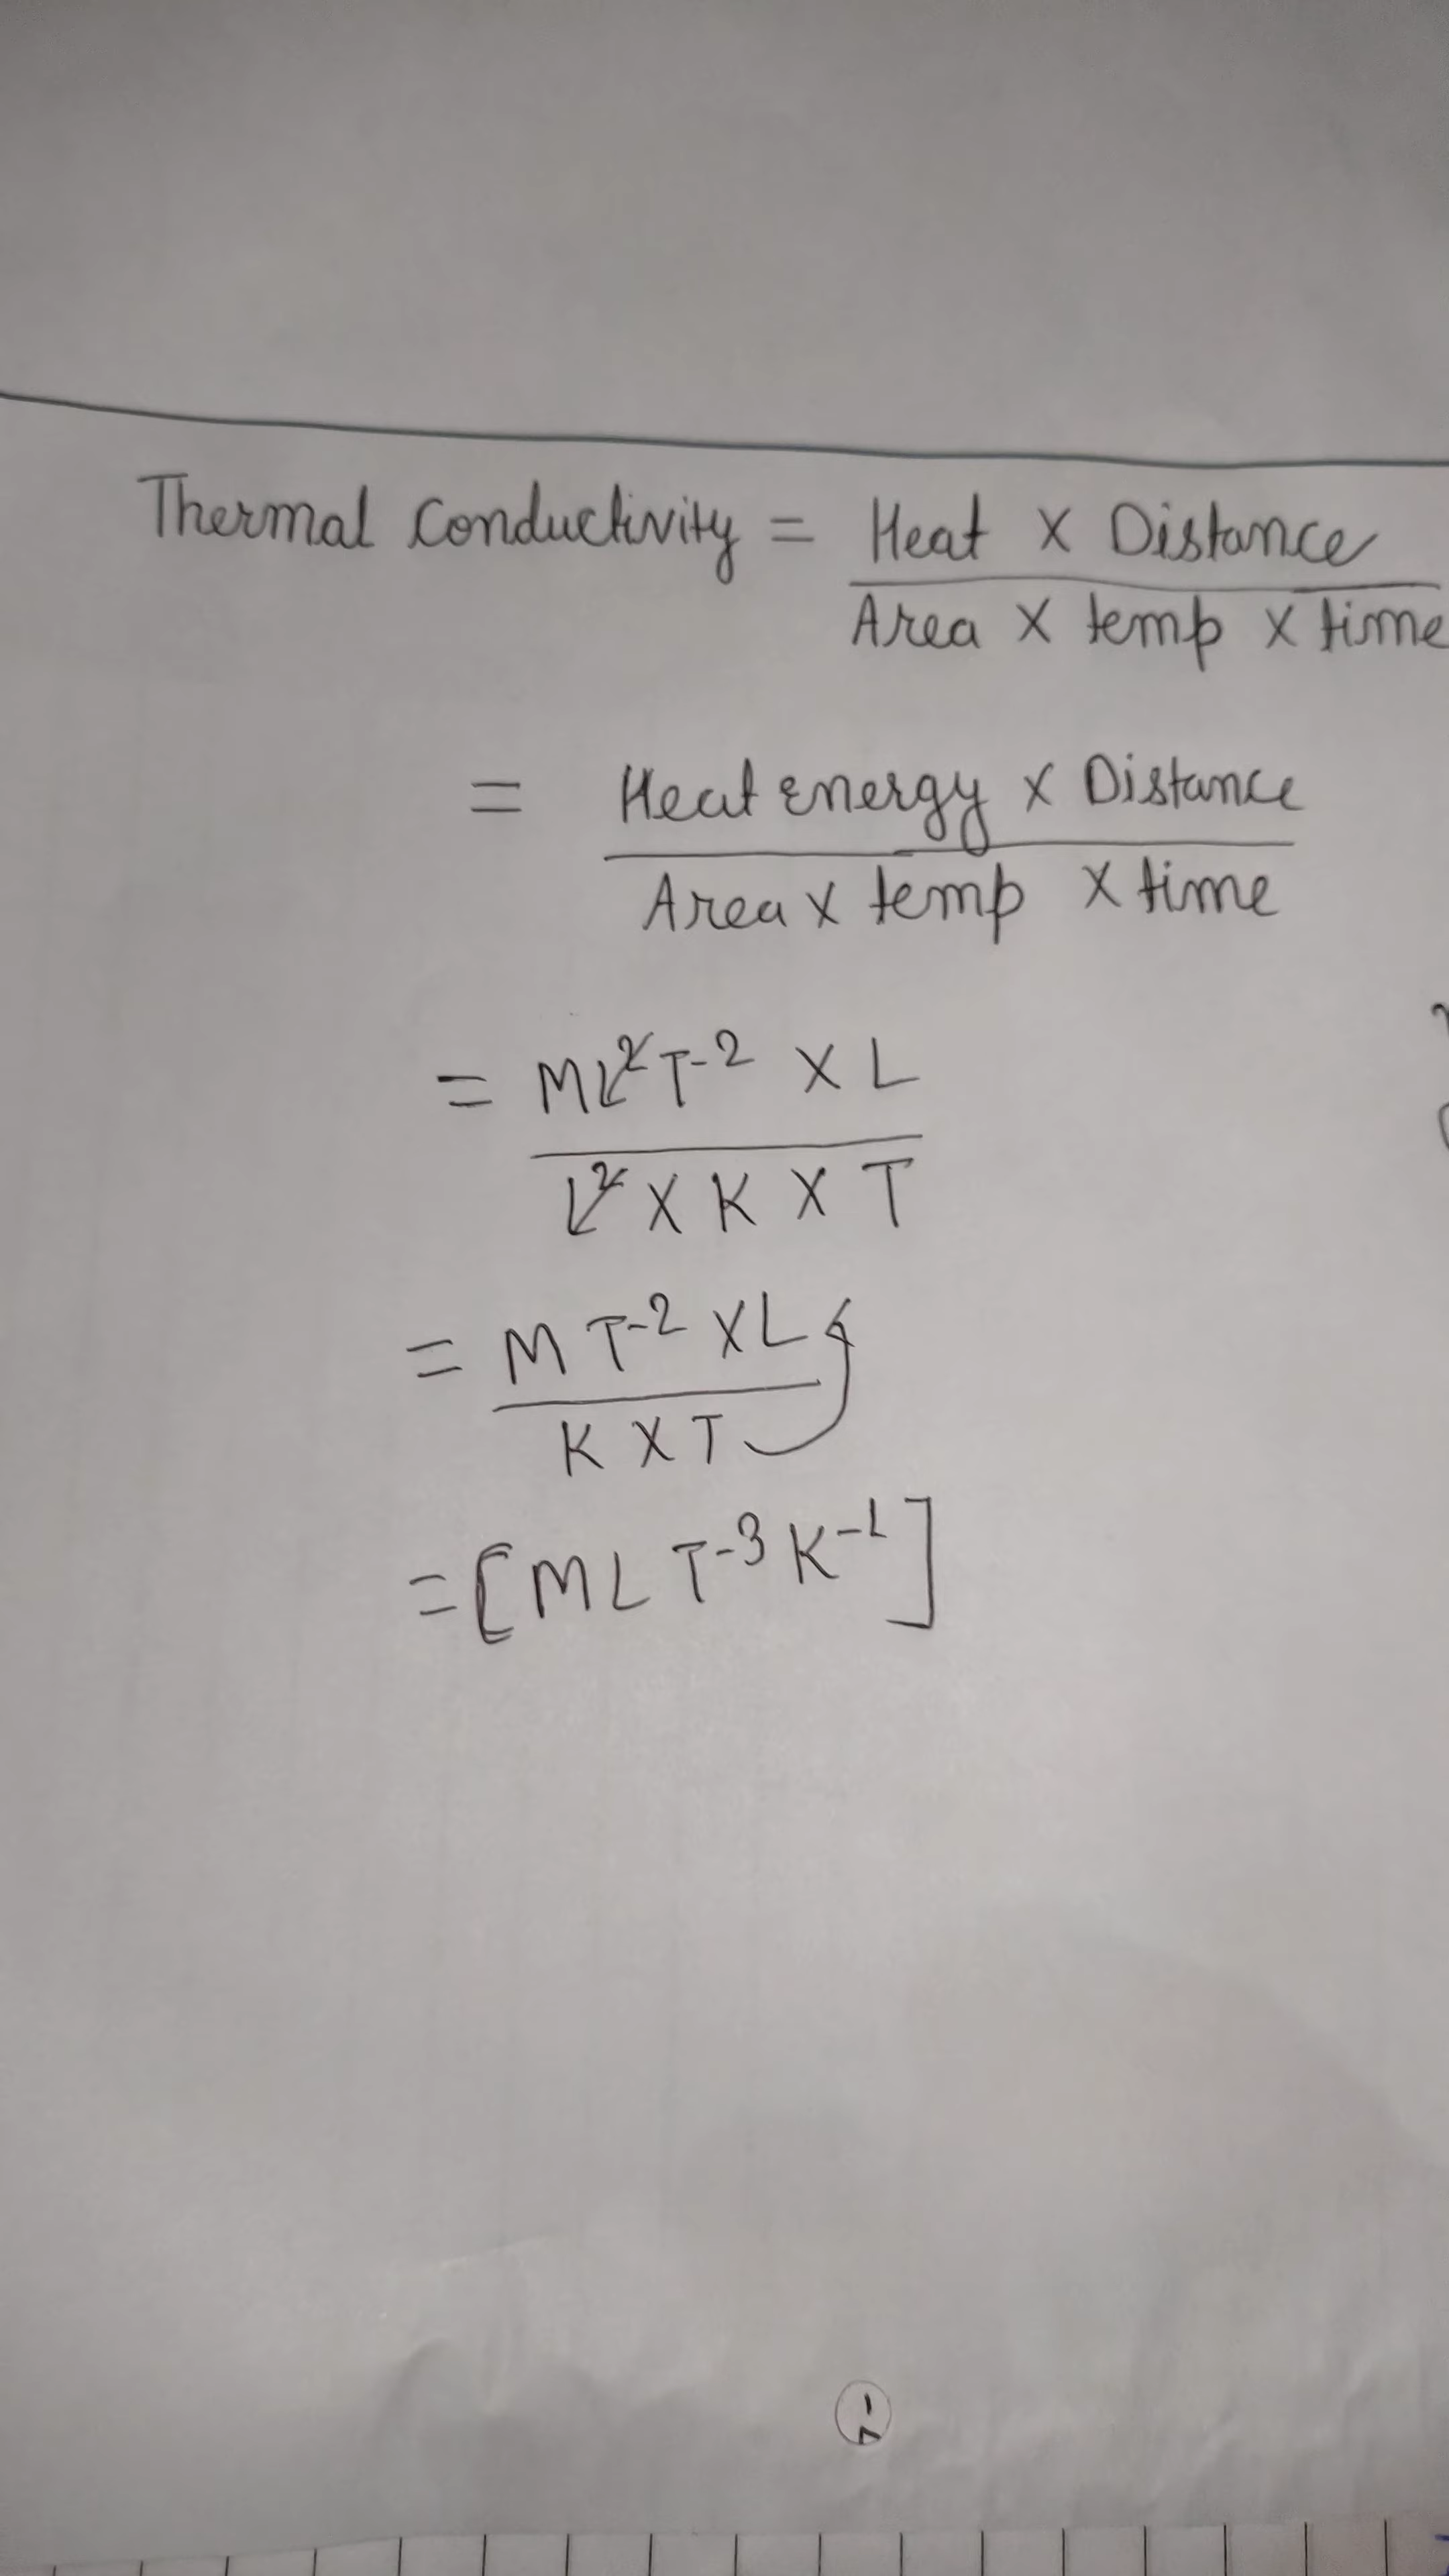 Thermal Conductivity = Heat X Distance
Area X temp X time
= Heat energy X Distance
Area X temp X time
= ML²T-² X L
L² X K X T
= M T-² X L
K X T
= [MLT-³K-¹]